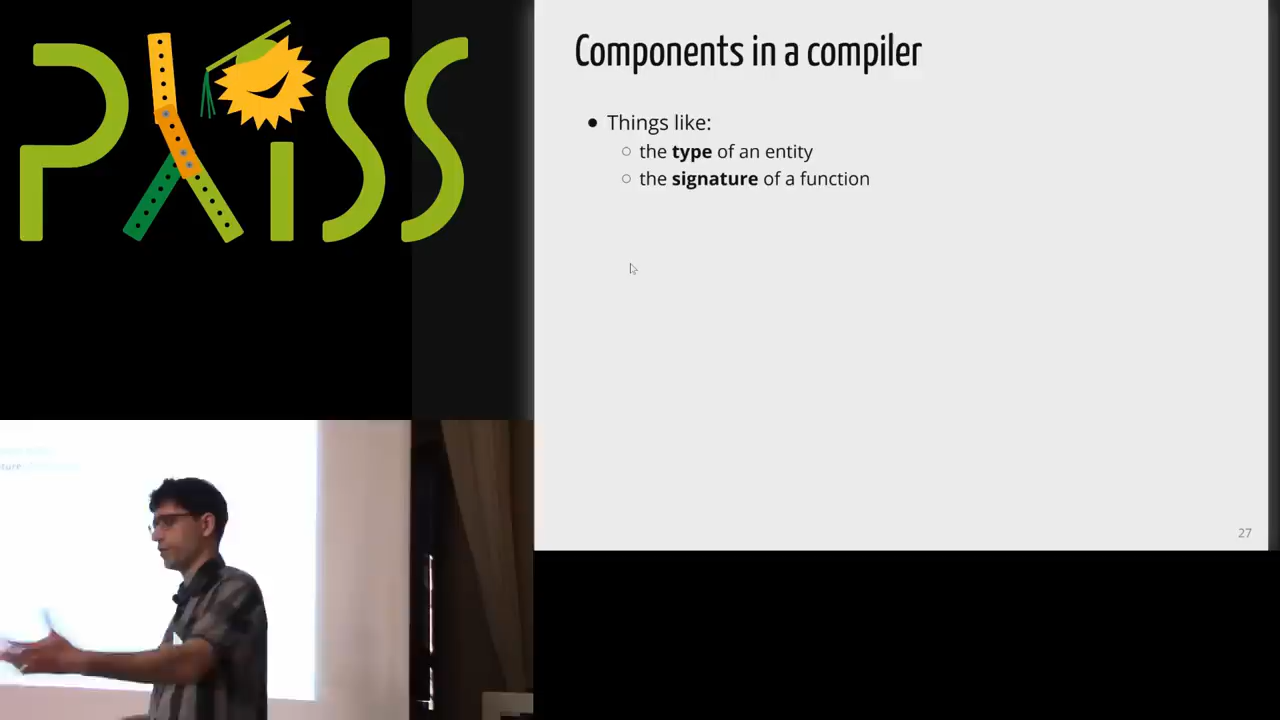 PLISS
Components in a compiler
● Things like:
○ the type of an entity
○ the signature of a function
27